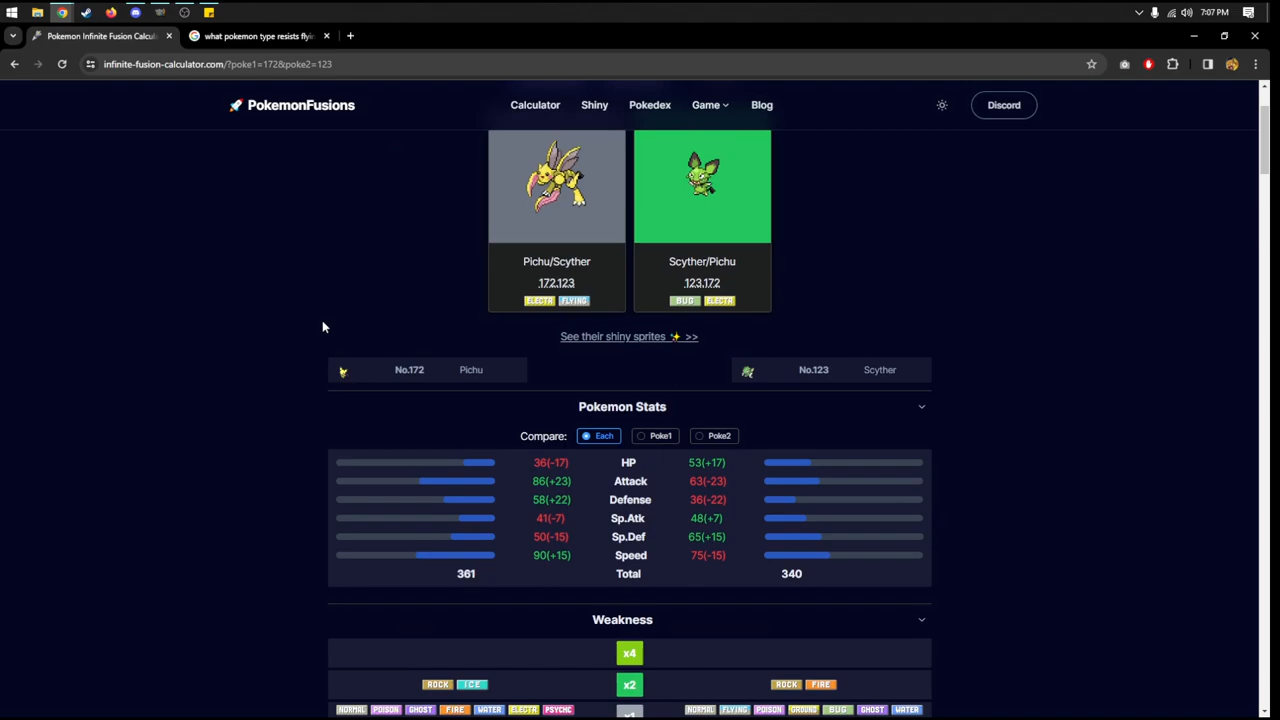 7:07 PM
Pokemon Infinite Fusion Calcul
what pokemon type resists flyin
infinite-fusion-calculator.com/?poke1=172&poke2=123
PokemonFusions
Calculator Shiny Pokedex Game Blog
Discord
Pichu/Scyther Scyther/Pichu
172.123 123.172
ELECTR FLYING BUG ELECTR
See their shiny sprites ✨ >>
No.172 Pichu No.123 Scyther
Pokemon Stats
Compare: Each Poke1 Poke2
36(-17) HP 53(+17)
86(+23) Attack 63(-23)
58(+22) Defense 36(-22)
41(-7) Sp.Atk 48(+7)
50(-15) Sp.Def 65(+15)
90(+15) Speed 75(-15)
361 Total 340
Weakness
x4
ROCK ICE x2 ROCK FIRE
NORMAL POISON GHOST FIRE WATER ELECTR PSYCHC x1 NORMAL FLYING POISON GROUND BUG GHOST WATER